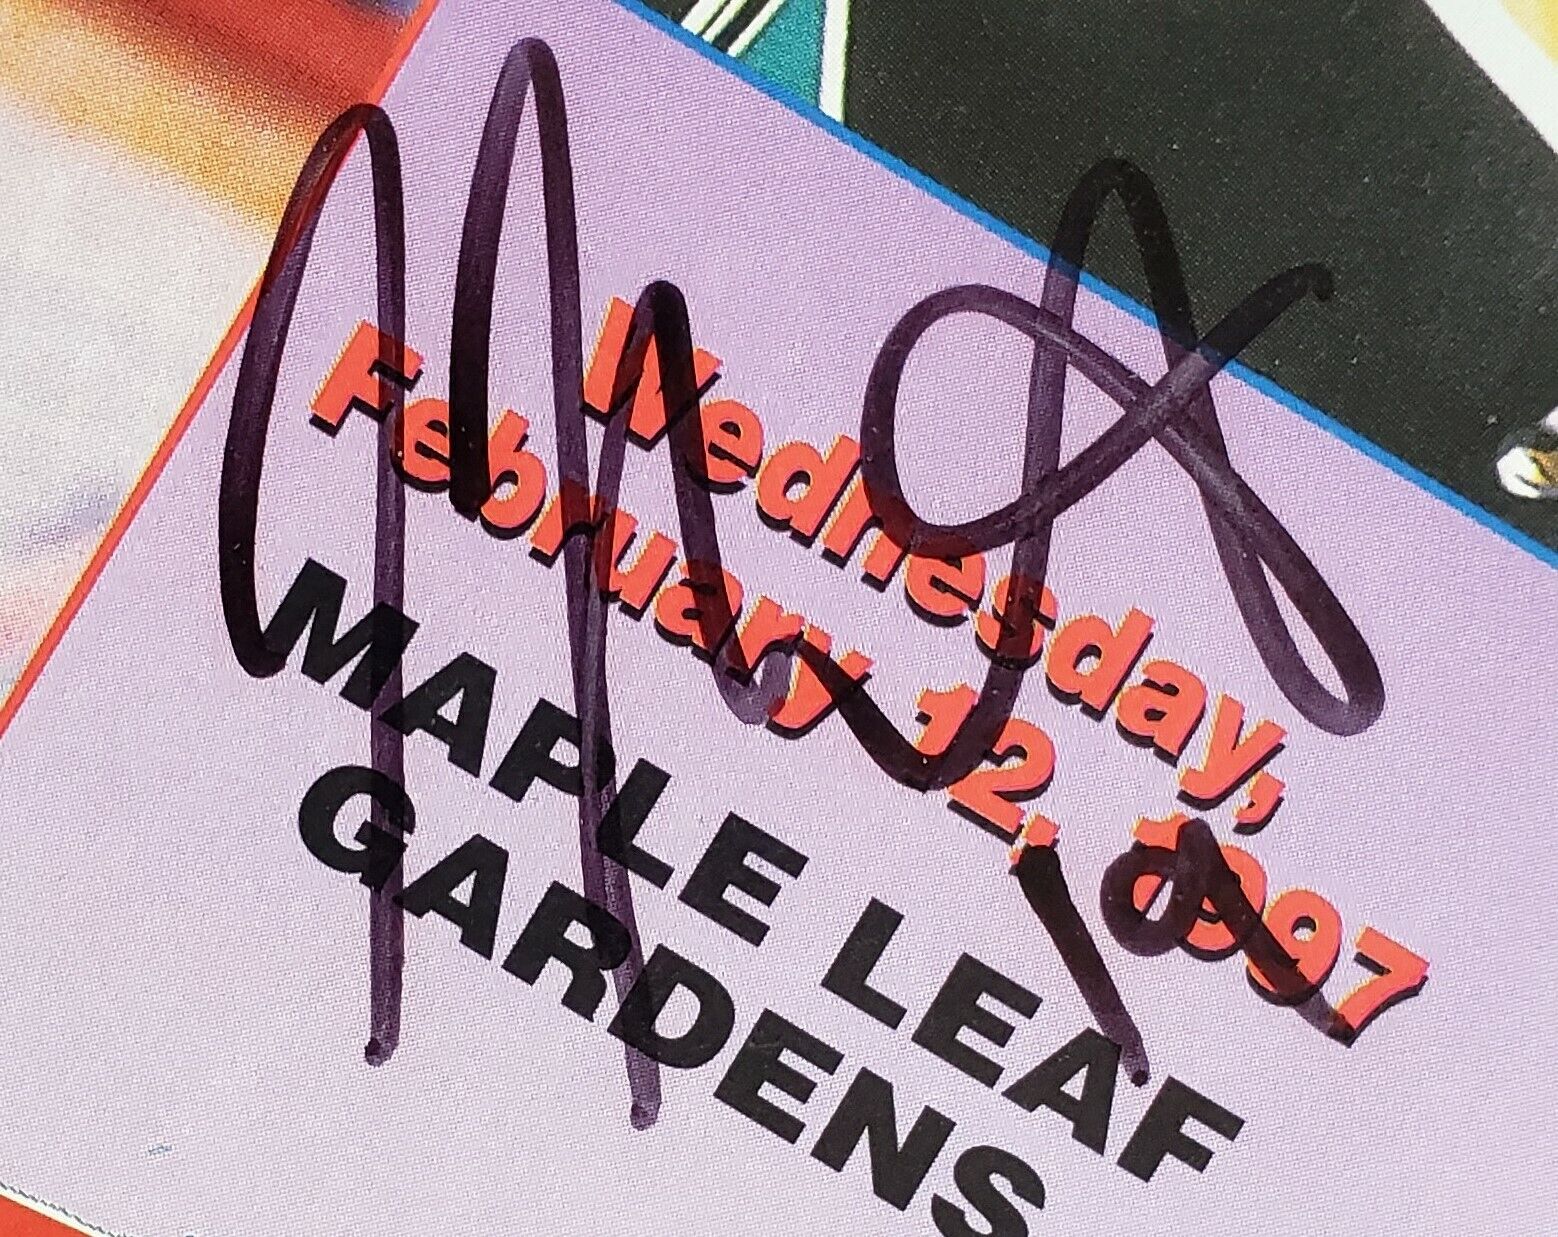 Wednesday,
February 12, 1997
MAPLE LEAF
GARDENS